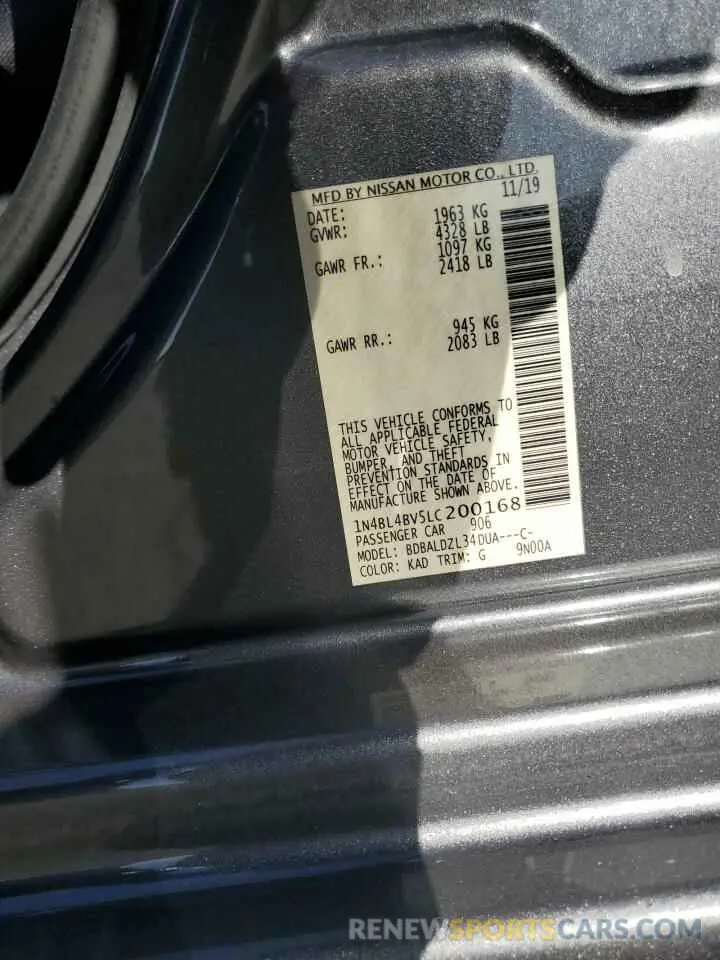 MFD BY NISSAN MOTOR CO., LTD.
DATE: 11/19
GVWR: 1963 KG
4328 LB
GAWR FR.: 1097 KG
2418 LB
GAWR RR.: 945 KG
2083 LB
THIS VEHICLE CONFORMS TO
ALL APPLICABLE FEDERAL
MOTOR VEHICLE SAFETY,
BUMPER, AND THEFT
PREVENTION STANDARDS IN
EFFECT ON THE DATE OF
MANUFACTURE SHOWN ABOVE.
1N4BL4BV5LC200168
PASSENGER CAR 906
MODEL: BDBALDZL34DUA---C-
COLOR: KAD TRIM: G 9N00A
RENEWSPORTSCARS.COM